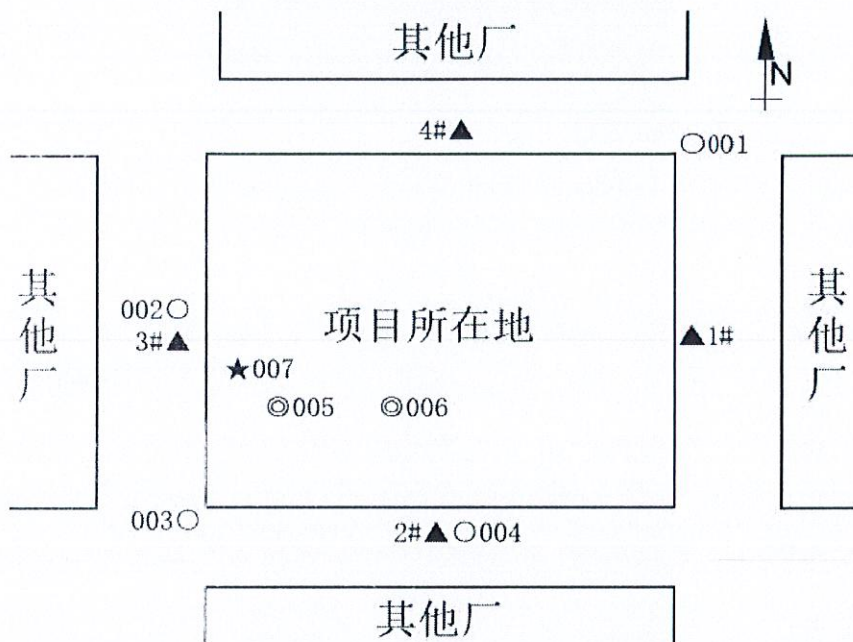 其他厂
N
4#▲
○001
其他厂
002○
3#▲
项目所在地
▲1#
其他厂
★007
◎005
◎006
003○
2#▲○004
其他厂